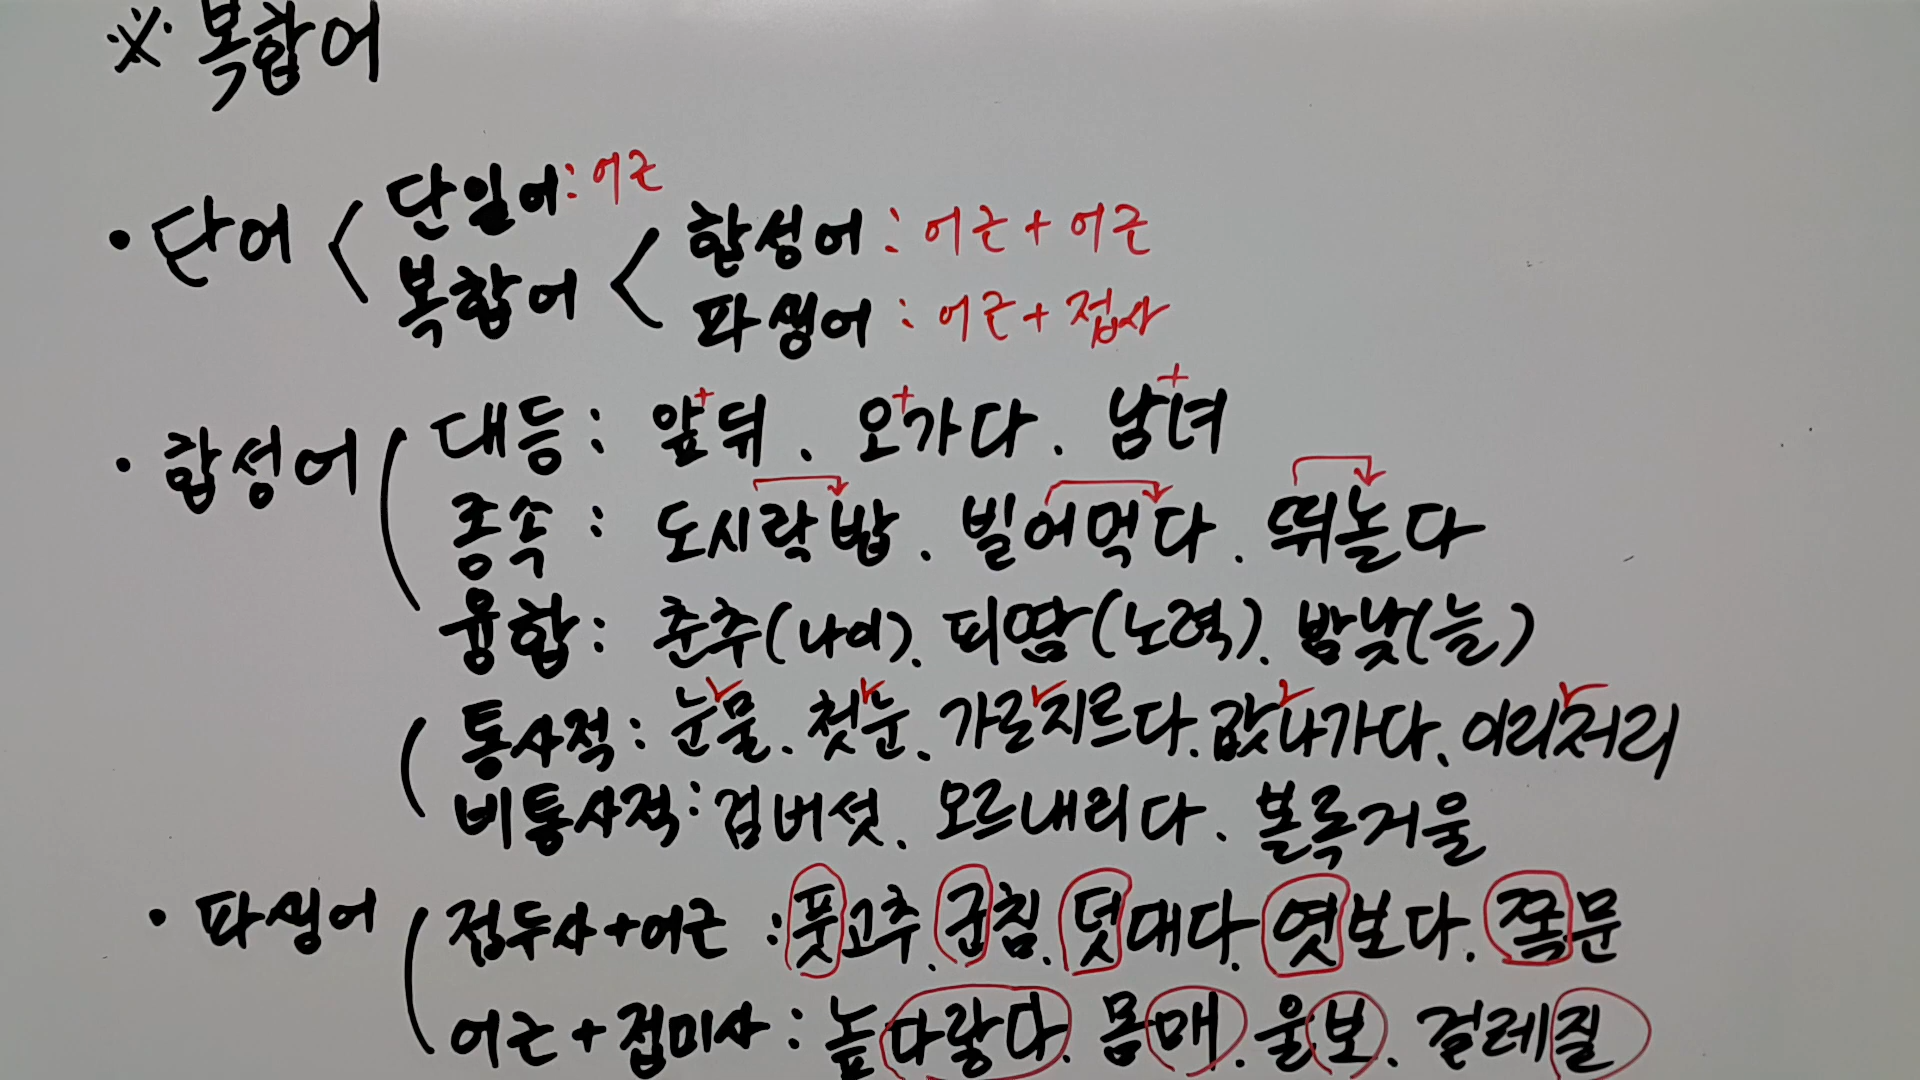 ※ 복합어
• 단어 < 단일어 : 어근
복합어 < 합성어 : 어근 + 어근
파생어 : 어근 + 접사
• 합성어 ( 대등 : 앞+뒤 . 오+가다 . 남+녀
종속 : 도시락밥 . 빌어먹다 . 뛰놀다
융합 : 춘추(나이). 피땀(노력). 밤낮(늘)
( 통사적 : 눈✓물 . 첫✓눈 . 가로✓지르다 . 값✓나가다 . 이리✓저리
비통사적 : 검버섯 . 오르내리다 . 볼록거울
• 파생어 ( 접두사+어근 : 풋고추 . 군침 . 덧대다 . 엿보다 . 쪽문
어근 + 접미사 : 높다랗다 . 몸매 . 울보 . 걸레질